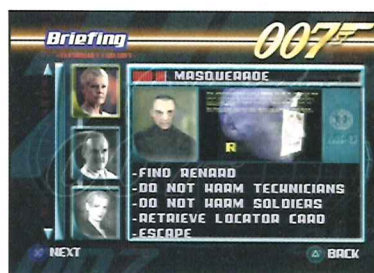 Briefing
007
MASQUERADE
R
-FIND RENARD
-DO NOT HARM TECHNICIANS
-DO NOT HARM SOLDIERS
-RETRIEVE LOCATOR CARD
-ESCAPE
NEXT
BACK